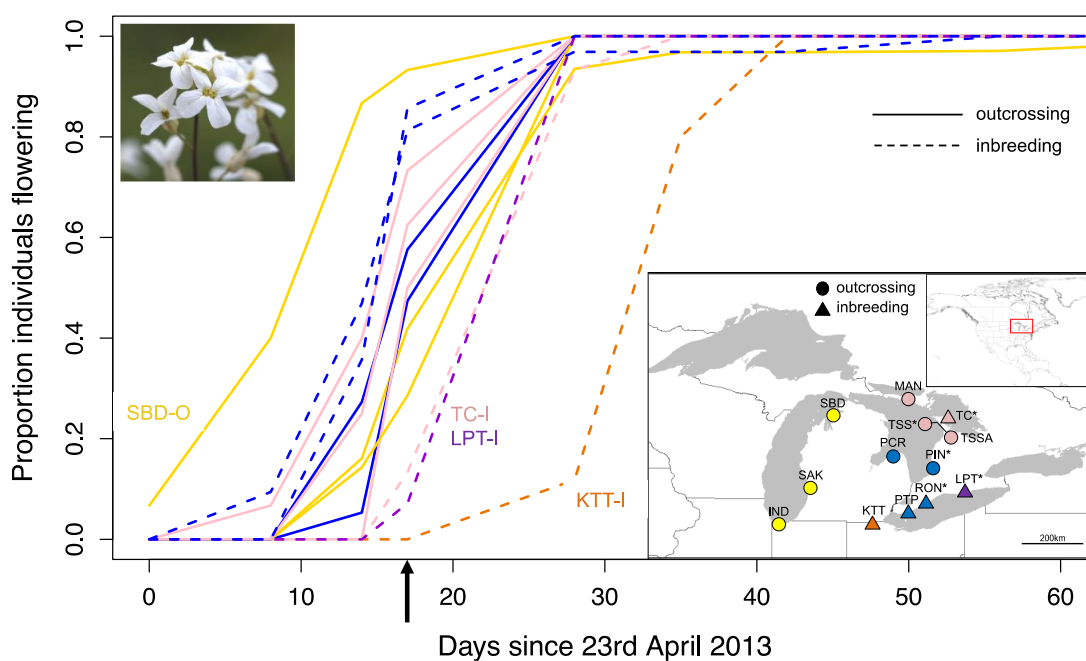 Proportion individuals flowering
1.0
0.8
0.6
0.4
0.2
0.0
outcrossing
inbreeding
SBD-O
TC-I
LPT-I
KTT-I
outcrossing
inbreeding
MAN
SBD
TSS*
TC*
TSSA
PCR
PIN*
SAK
RON*
LPT*
PTP
IND
KTT
200km
0 10 20 30 40 50 60
Days since 23rd April 2013